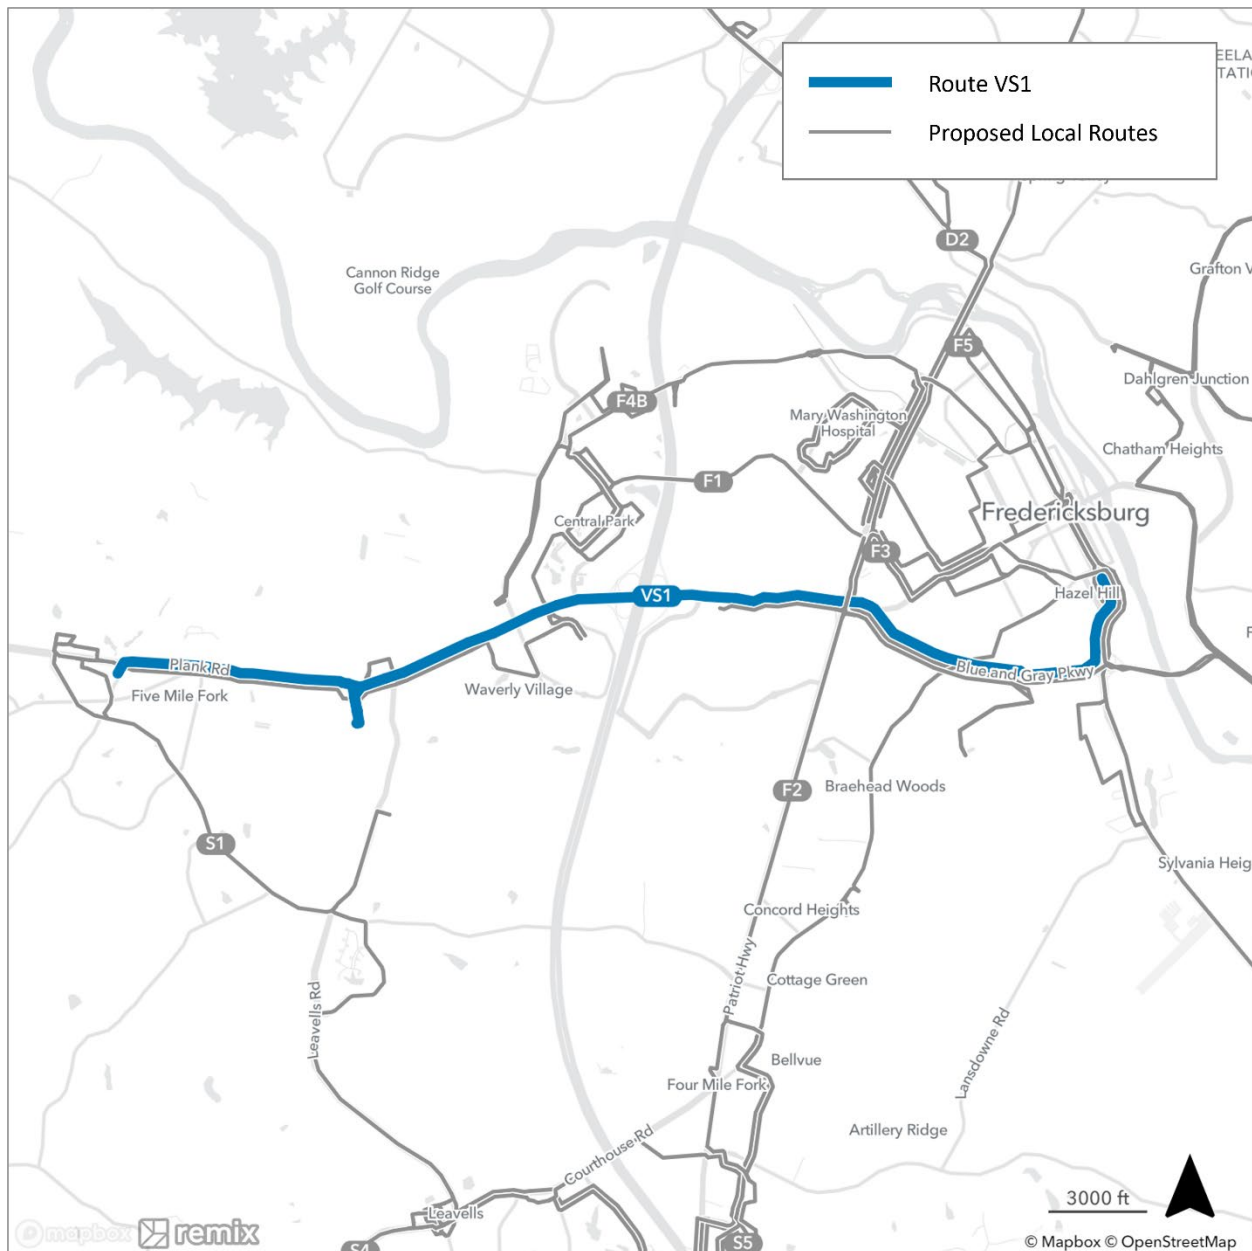 Route VS1
Proposed Local Routes
D2
Cannon Ridge
Golf Course
Grafton V
F5
Dahlgren Junction
F4B
Mary Washington
Hospital
Chatham Heights
F1
Central Park
Fredericksburg
F3
VS1
Hazel Hill
Plank Rd
Five Mile Fork
Waverly Village
Blue and Gray Pkwy
F2
Braehead Woods
S1
Sylvania Heig
Concord Heights
Patriot Hwy
Cottage Green
Leavells Rd
Lansdowne Rd
Bellvue
Four Mile Fork
Artillery Ridge
Courthouse Rd
3000 ft
Leavells
mapbox remix
S4
S5
© Mapbox © OpenStreetMap